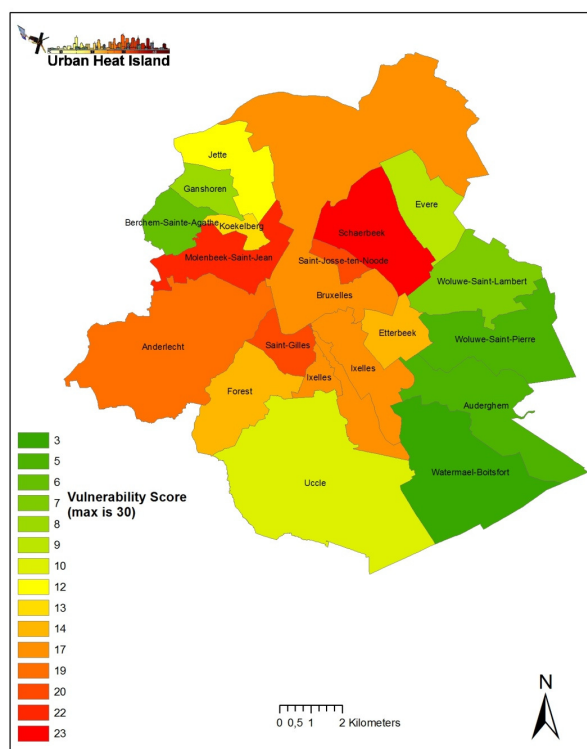 Urban Heat Island
Jette
Ganshoren
Evere
Berchem-Sainte-Agathe
Koekelberg
Schaerbeek
Molenbeek-Saint-Jean
Saint-Josse-ten-Noode
Woluwe-Saint-Lambert
Bruxelles
Etterbeek
Woluwe-Saint-Pierre
Anderlecht
Saint-Gilles
Ixelles
Ixelles
Forest
Auderghem
Watermael-Boitsfort
Uccle
Vulnerability Score
(max is 30)
3
5
6
7
8
9
10
12
13
14
17
19
20
22
23
N
0 0,5 1 2 Kilometers